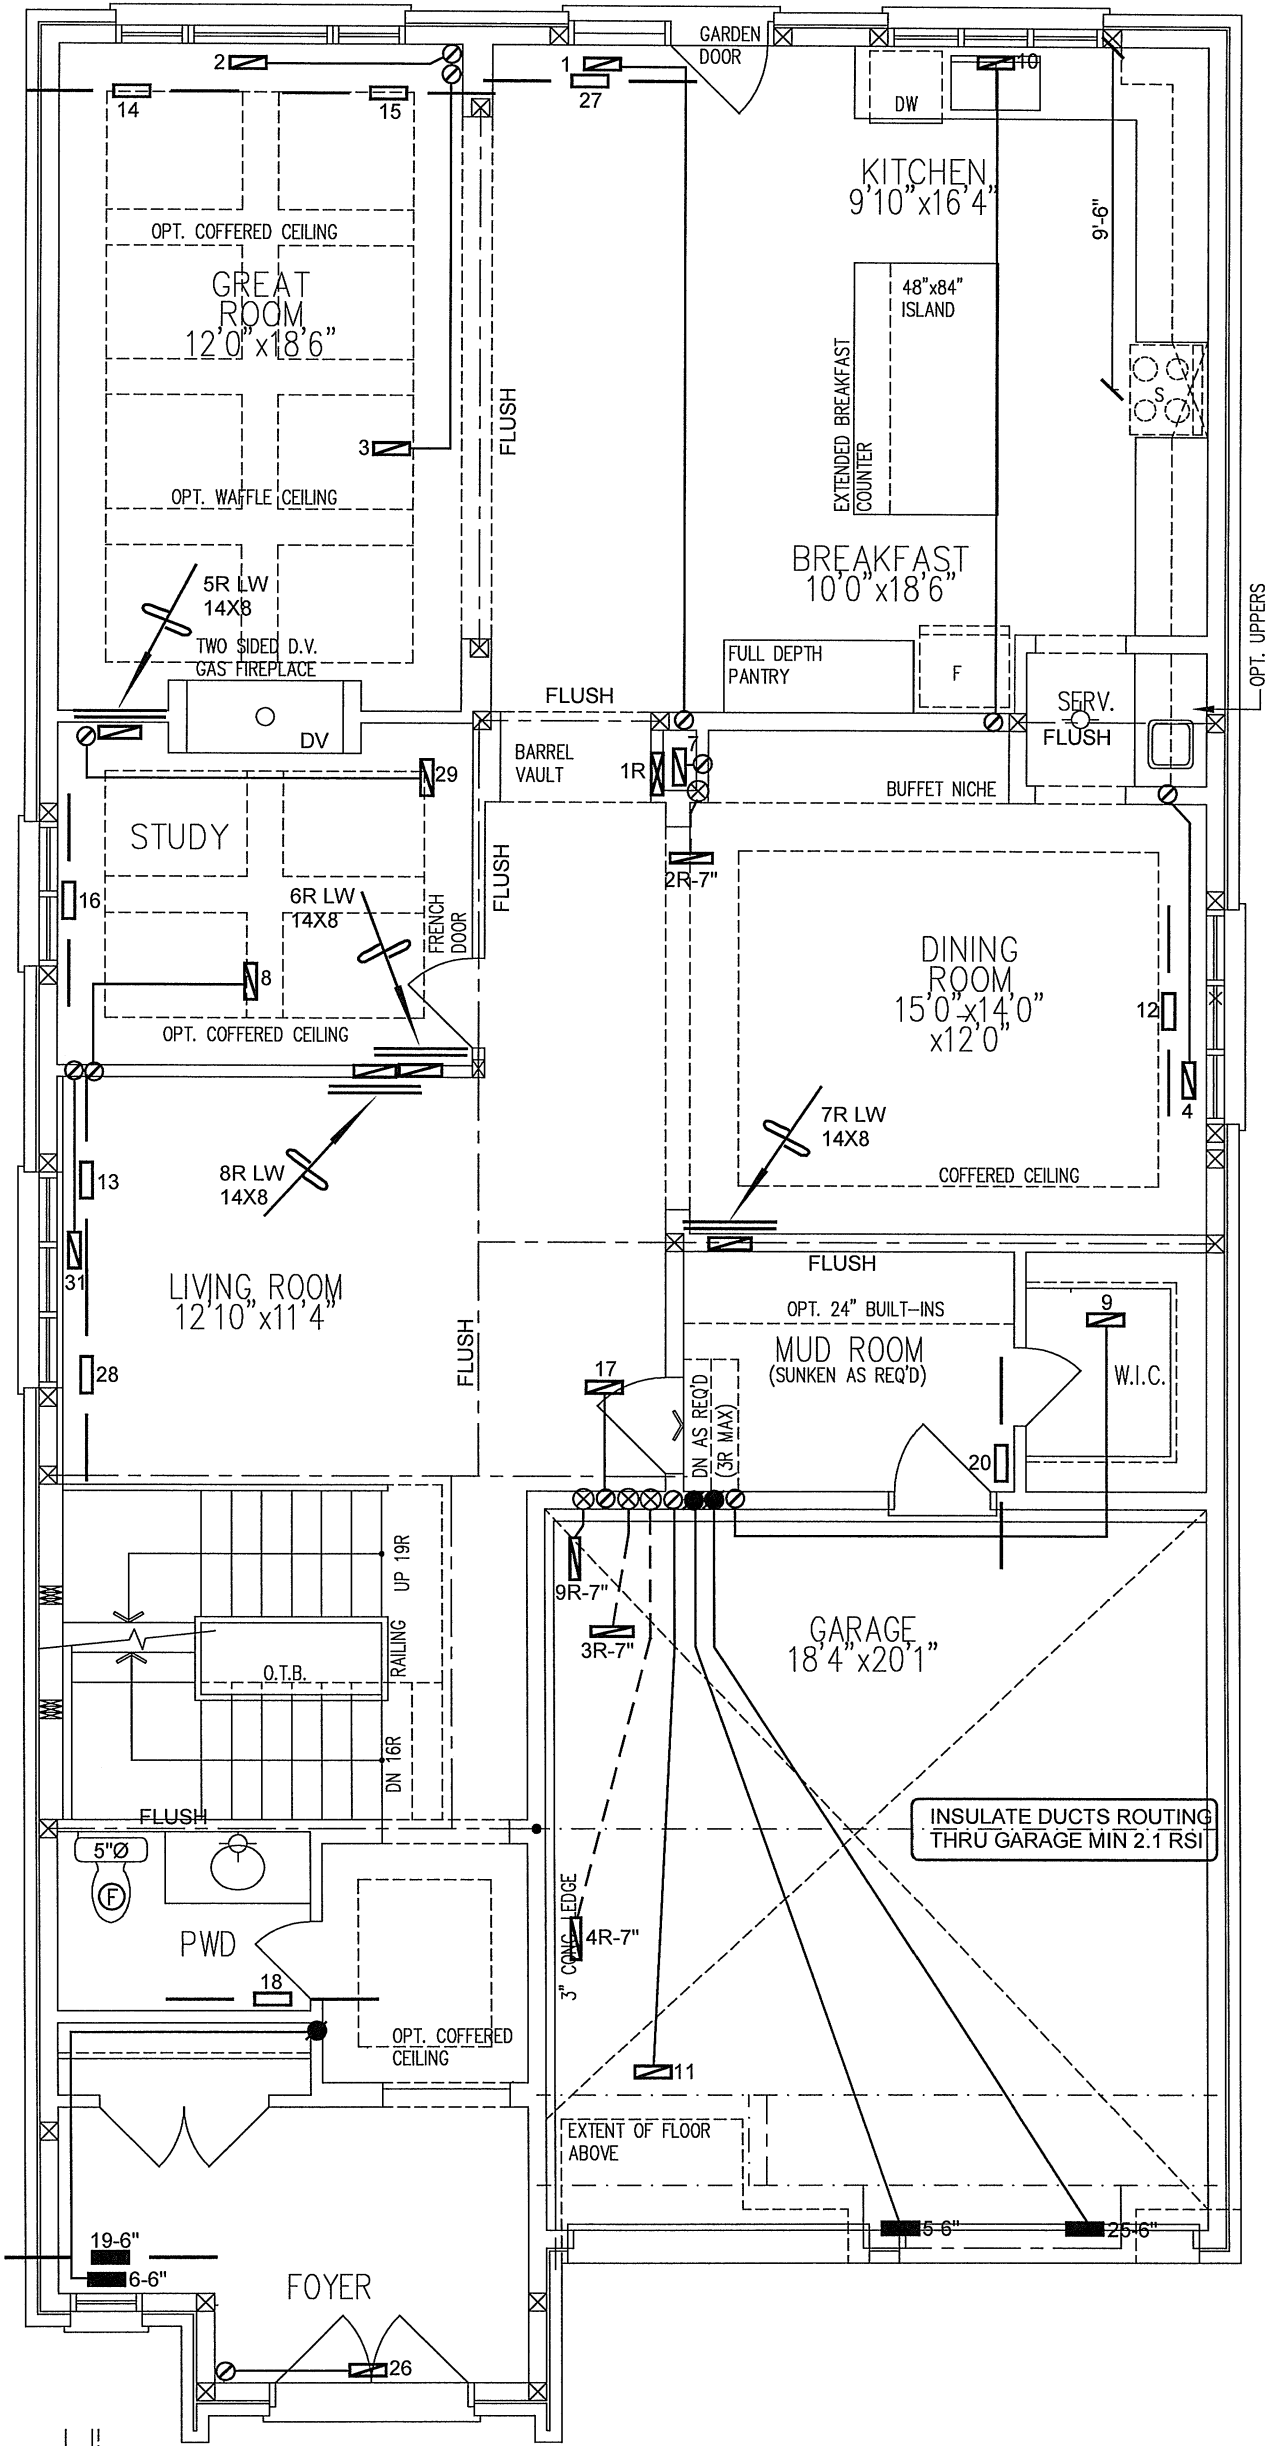 2
1
GARDEN
DOOR
10
14
15
27
DW
KITCHEN
9'10"x16'4"
9'-6"
OPT. COFFERED CEILING
GREAT
ROOM
12'0"x18'6"
48"x84"
ISLAND
EXTENDED BREAKFAST
COUNTER
S
FLUSH
3
OPT. WAFFLE CEILING
BREAKFAST
10'0"x18'6"
5R LW
14X8
TWO SIDED D.V.
GAS FIREPLACE
OPT. UPPERS
FULL DEPTH
PANTRY
F
FLUSH
SERV.
FLUSH
DV
BARREL
VAULT
1R
7
29
BUFFET NICHE
STUDY
FLUSH
2R-7"
16
6R LW
14X8
FRENCH
DOOR
DINING
ROOM
15'0"x14'0"
x12'0"
8
12
OPT. COFFERED CEILING
4
7R LW
14X8
8R LW
14X8
13
COFFERED CEILING
31
FLUSH
LIVING ROOM
12'10"x11'4"
OPT. 24" BUILT-INS
9
MUD ROOM
(SUNKEN AS REQ'D)
W.I.C.
FLUSH
28
17
DN AS REQ'D
(3R MAX)
20
UP 19R
9R-7"
3R-7"
GARAGE
18'4"x20'1"
RAILING
O.T.B.
DN 16R
FLUSH
INSULATE DUCTS ROUTING
THRU GARAGE MIN 2.1 RSI
5"Ø
F
3" CONC. LEDGE
4R-7"
PWD
18
OPT. COFFERED
CEILING
11
EXTENT OF FLOOR
ABOVE
5-6"
25-6"
19-6"
6-6"
FOYER
26